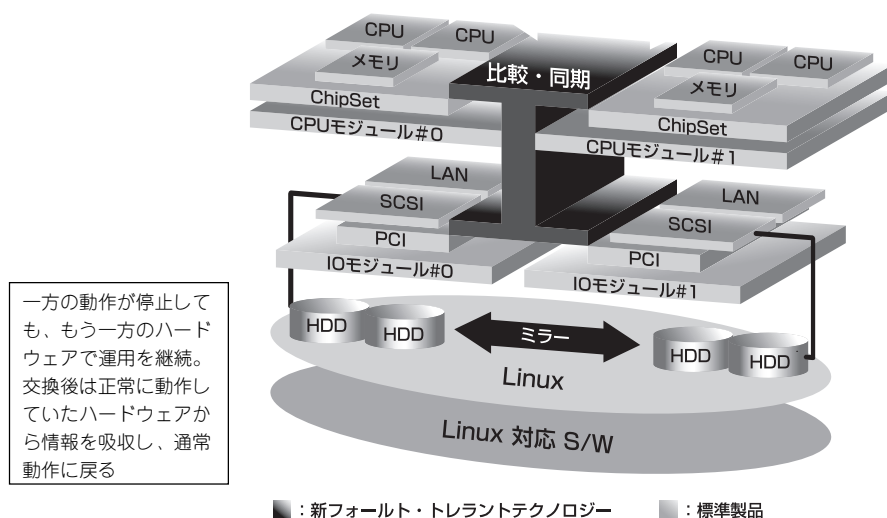 CPU
CPU
メモリ
ChipSet
CPUモジュール#0
比較・同期
CPU
CPU
メモリ
ChipSet
CPUモジュール#1
LAN
SCSI
PCI
IOモジュール#0
LAN
SCSI
PCI
IOモジュール#1
一方の動作が停止して
も、もう一方のハード
ウェアで運用を継続。
交換後は正常に動作し
ていたハードウェアか
ら情報を吸収し、通常
動作に戻る
HDD
HDD
ミラー
HDD
HDD
Linux
Linux 対応 S/W
:新フォールト・トレラントテクノロジー
:標準製品